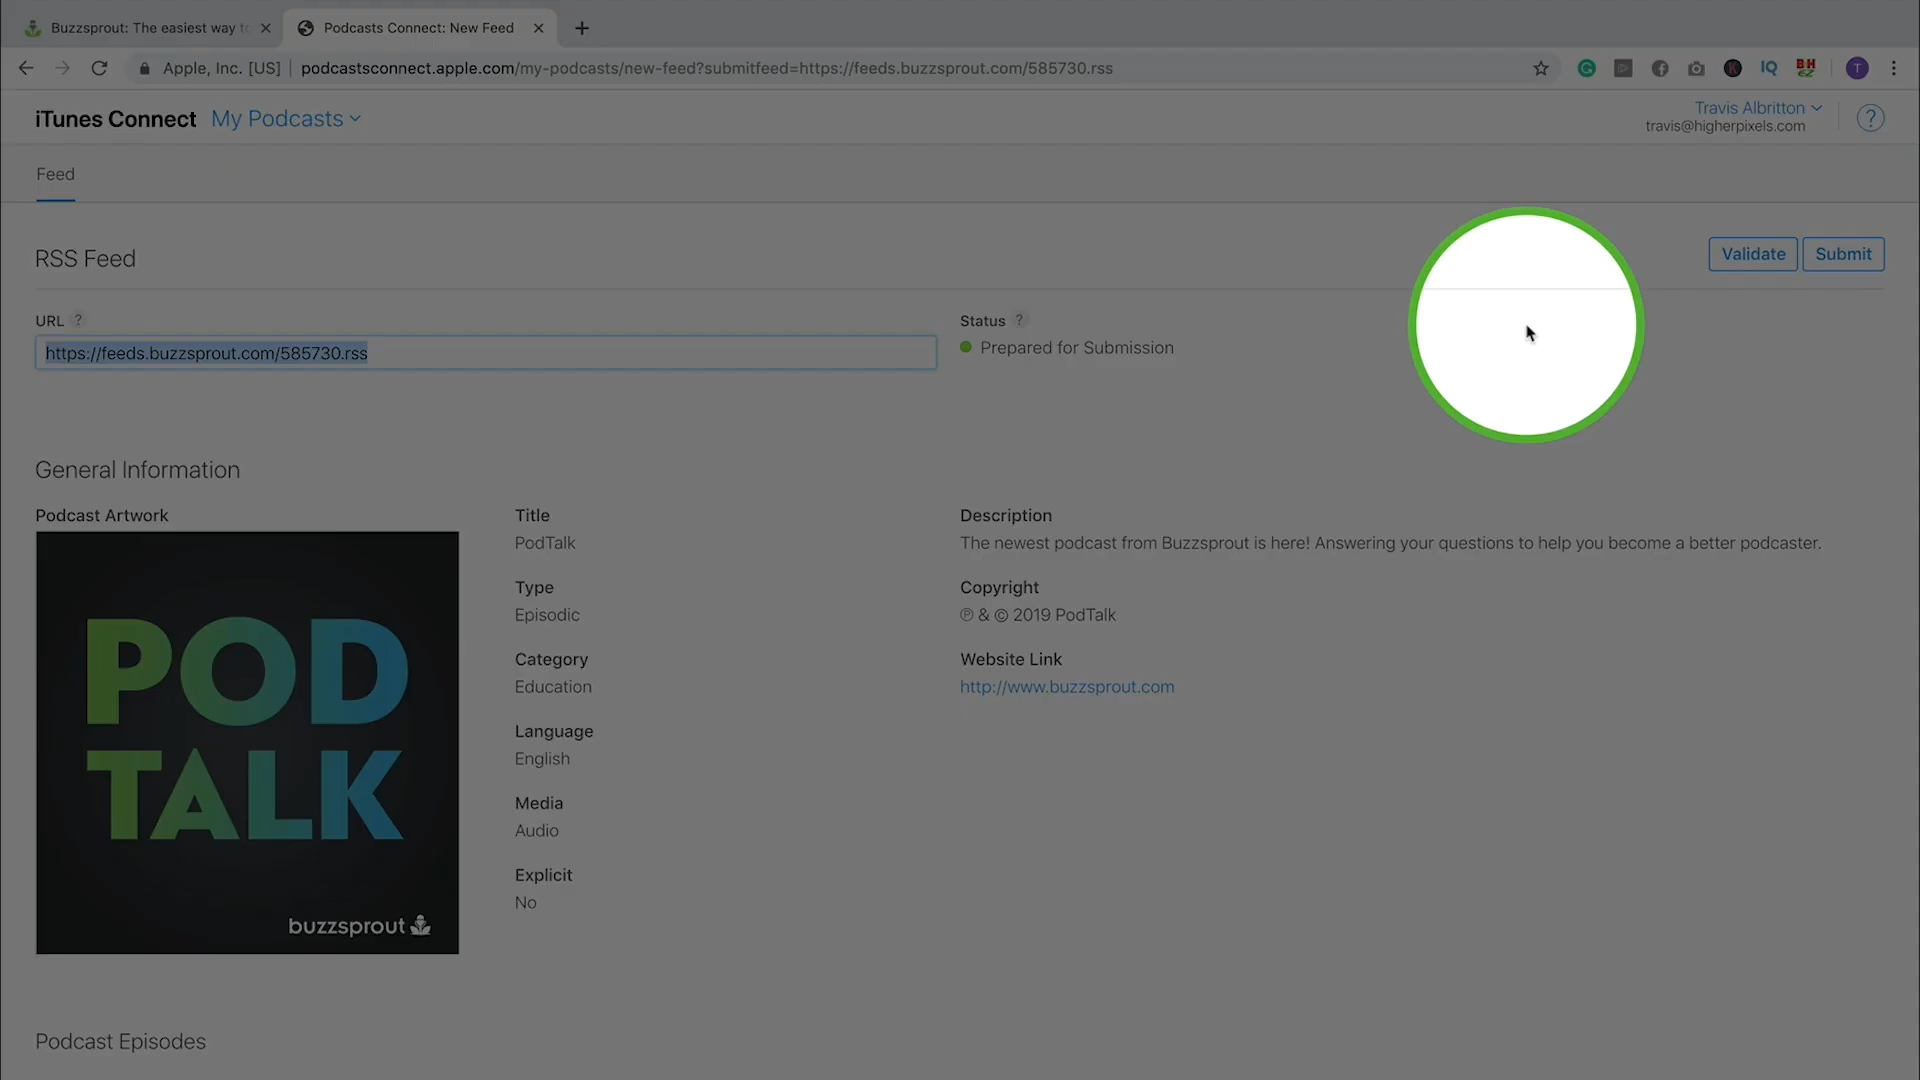 Buzzsprout: The easiest way to
Podcasts Connect: New Feed
Apple, Inc. [US] | podcastsconnect.apple.com/my-podcasts/new-feed?submitfeed=https://feeds.buzzsprout.com/585730.rss
IQ
BH
EZ
T
iTunes Connect My Podcasts
Travis Albritton
travis@higherpixels.com
?
Feed
RSS Feed
Validate
Submit
URL ?
https://feeds.buzzsprout.com/585730.rss
Status ?
Prepared for Submission
General Information
Podcast Artwork
POD
TALK
buzzsprout
Title
PodTalk
Type
Episodic
Category
Education
Language
English
Media
Audio
Explicit
No
Description
The newest podcast from Buzzsprout is here! Answering your questions to help you become a better podcaster.
Copyright
℗ & © 2019 PodTalk
Website Link
http://www.buzzsprout.com
Podcast Episodes